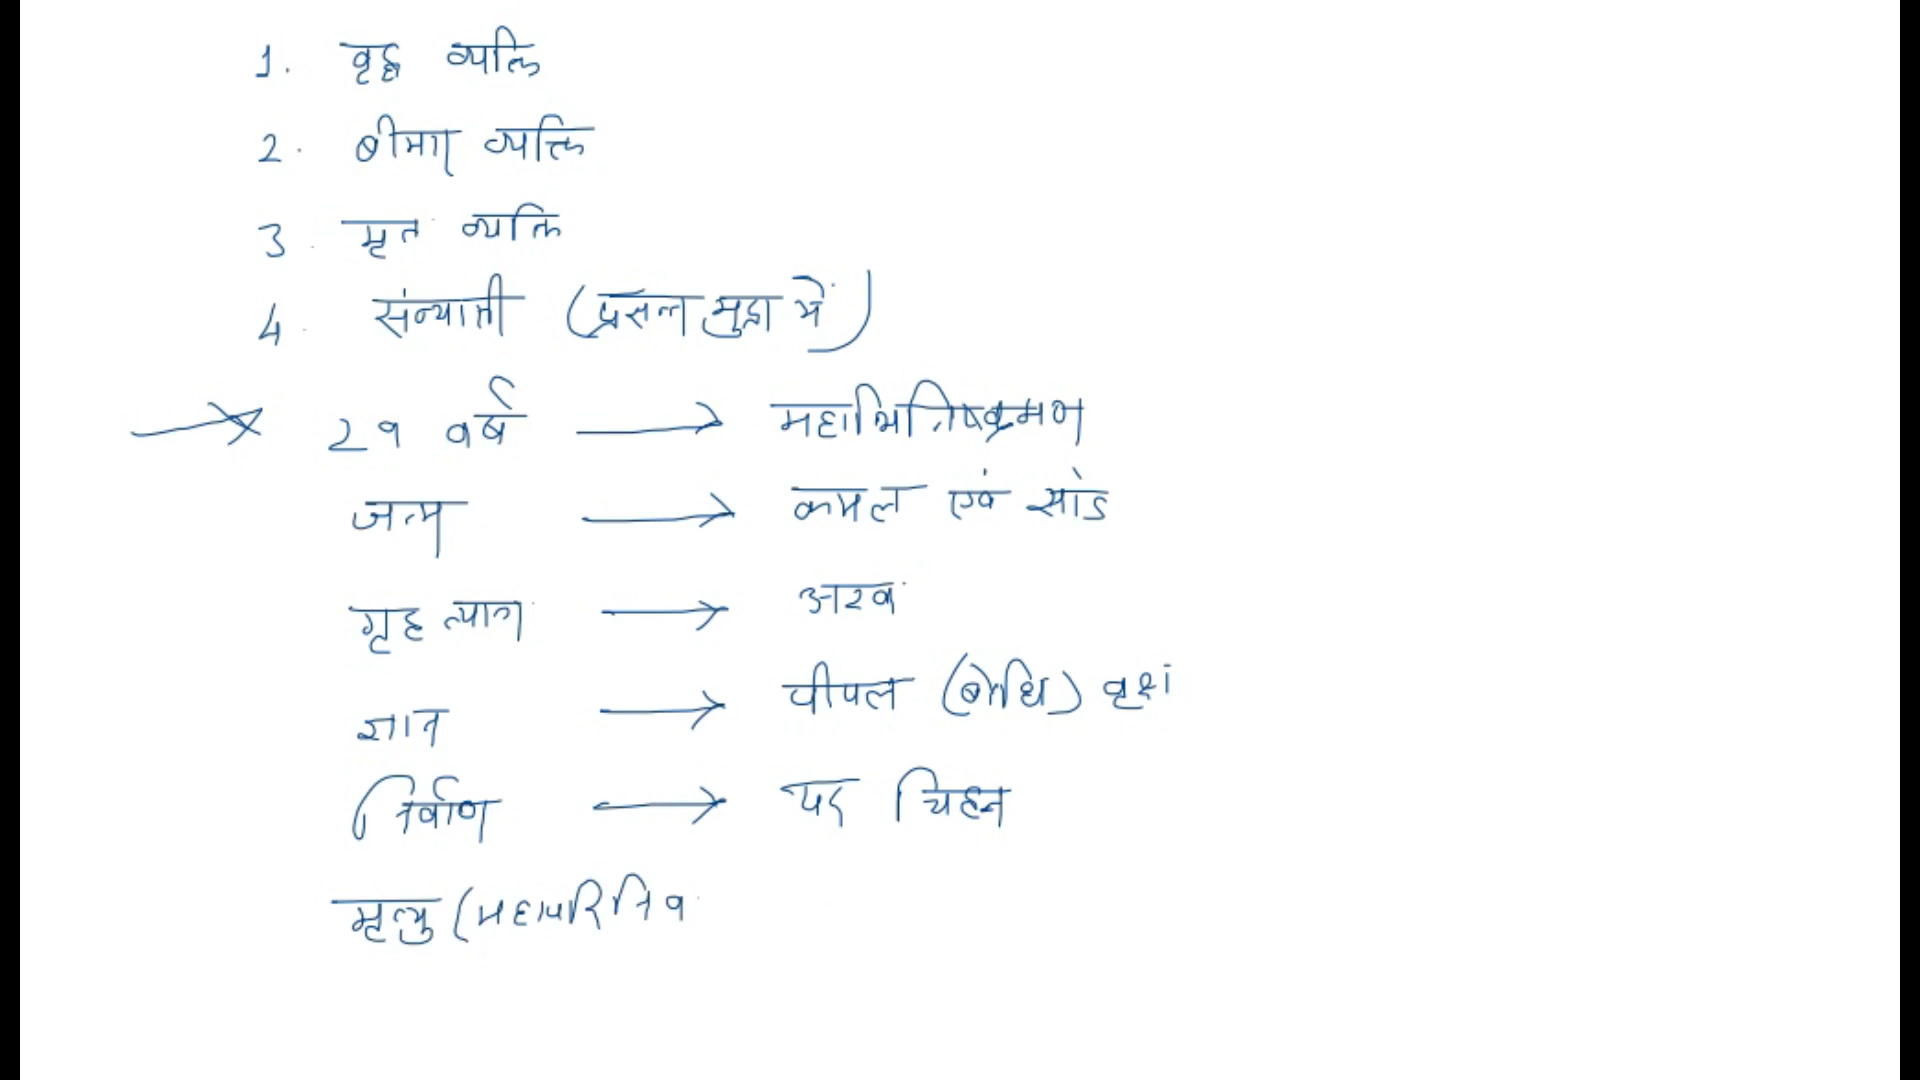 1. वृद्ध व्यक्ति
2. बीमार व्यक्ति
3. मृत व्यक्ति
4. संन्यासी (प्रसन्न मुद्रा में)
→ 29 वर्ष → महाभिनिष्क्रमण
जन्म → कमल एवं सांड
गृह त्याग → अश्व
ज्ञान → पीपल (बोधि) वृक्ष
निर्वाण → पद चिह्न
मृत्यु (महापरिनिव